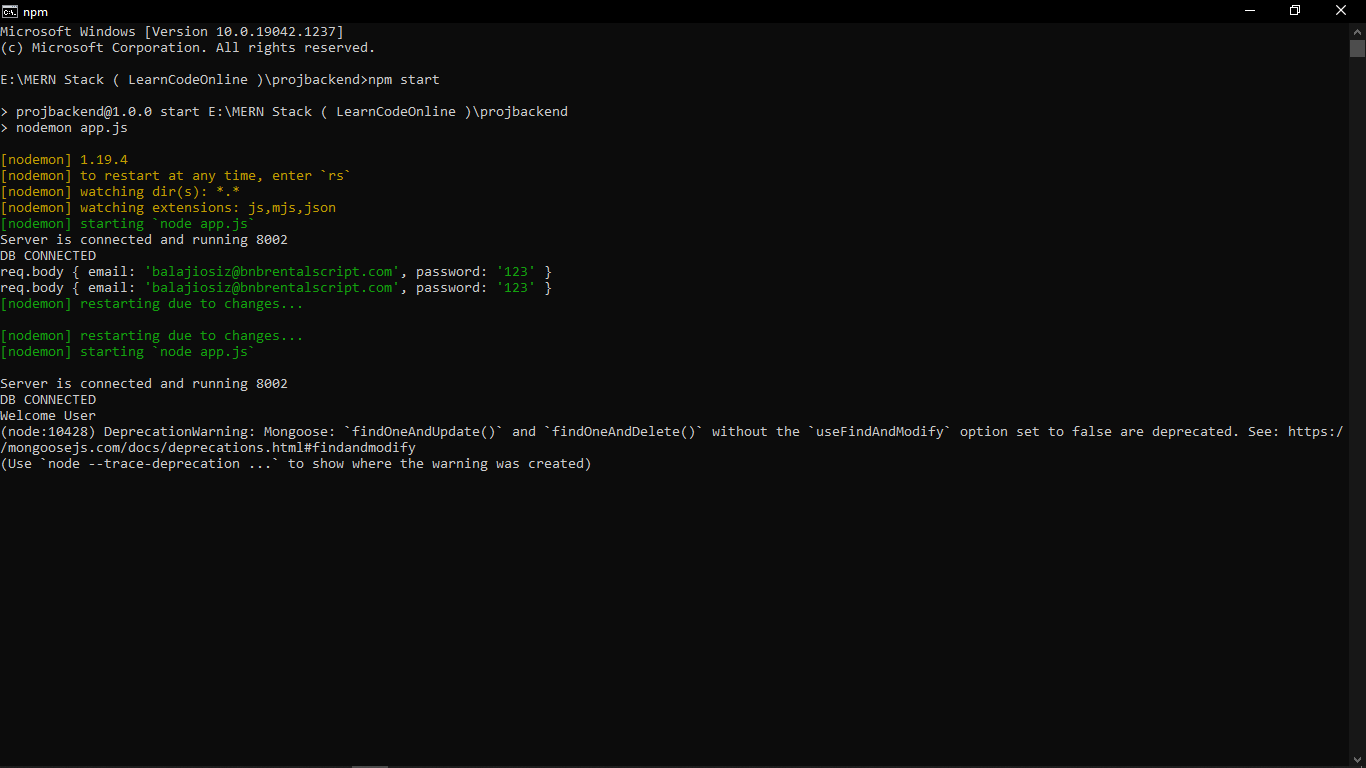 npm
Microsoft Windows [Version 10.0.19042.1237]
(c) Microsoft Corporation. All rights reserved.
E:\MERN Stack ( LearnCodeOnline )\projbackend>npm start
> projbackend@1.0.0 start E:\MERN Stack ( LearnCodeOnline )\projbackend
> nodemon app.js
[nodemon] 1.19.4
[nodemon] to restart at any time, enter `rs`
[nodemon] watching dir(s): *.*
[nodemon] watching extensions: js,mjs,json
[nodemon] starting `node app.js`
Server is connected and running 8002
DB CONNECTED
req.body { email: 'balajiosiz@bnbrentalscript.com', password: '123' }
req.body { email: 'balajiosiz@bnbrentalscript.com', password: '123' }
[nodemon] restarting due to changes...
[nodemon] restarting due to changes...
[nodemon] starting `node app.js`
Server is connected and running 8002
DB CONNECTED
Welcome User
(node:10428) DeprecationWarning: Mongoose: `findOneAndUpdate()` and `findOneAndDelete()` without the `useFindAndModify` option set to false are deprecated. See: https:/
/mongoosejs.com/docs/deprecations.html#findandmodify
(Use `node --trace-deprecation ...` to show where the warning was created)